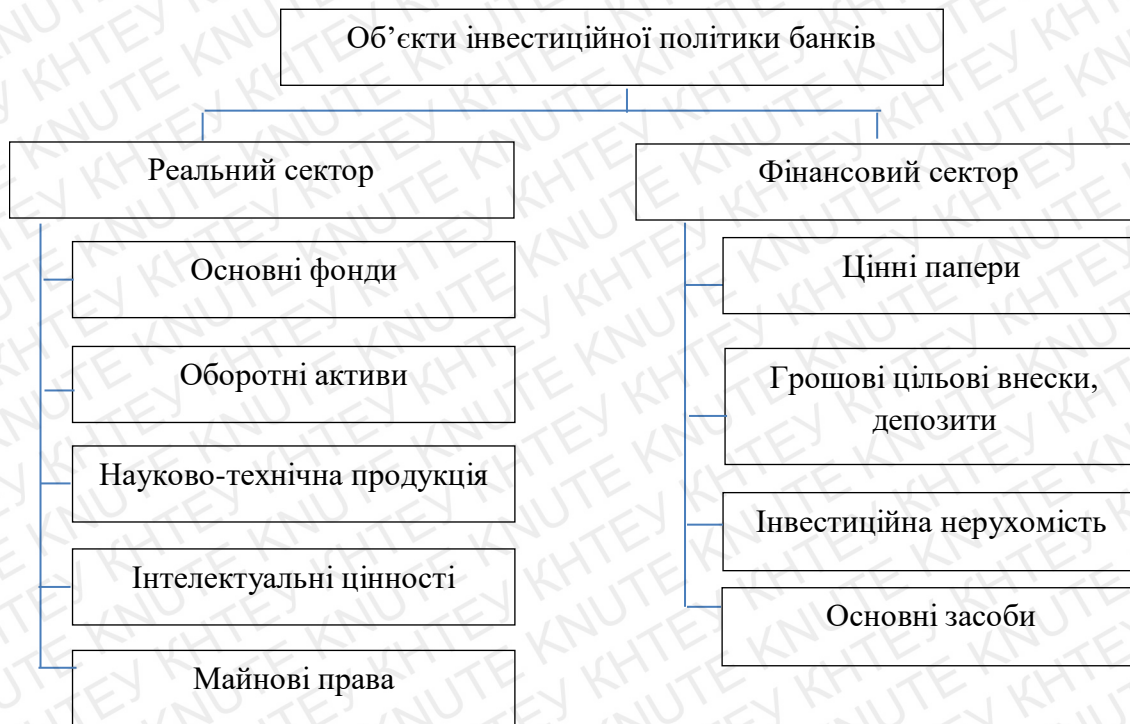 Об’єкти інвестиційної політики банків
Реальний сектор
Основні фонди
Оборотні активи
Науково-технічна продукція
Інтелектуальні цінності
Майнові права
Фінансовий сектор
Цінні папери
Грошові цільові внески,
депозити
Інвестиційна нерухомість
Основні засоби